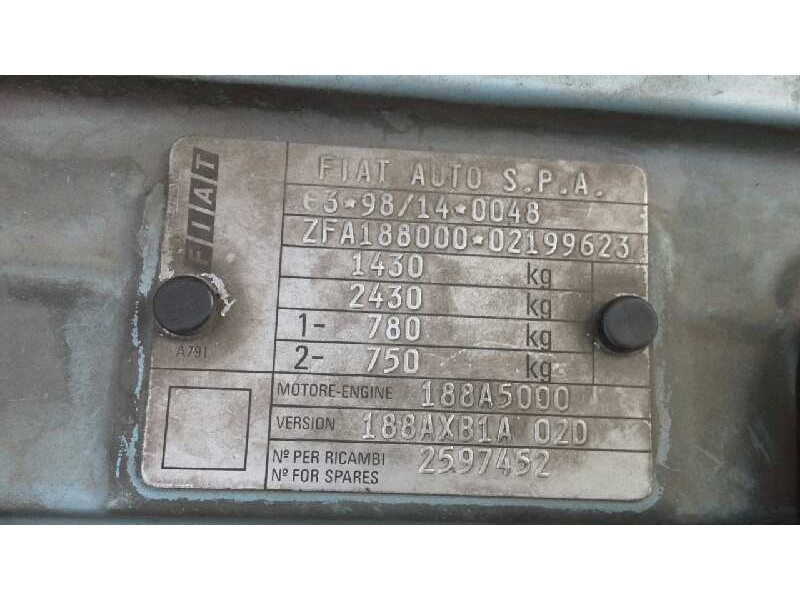 FIAT
FIAT AUTO S.P.A.
e3*98/14*0048
ZFA188000*02199623
1430 kg
2430 kg
1- 780 kg
2- 750 kg
A791
MOTORE-ENGINE 188A5000
VERSION 188AXB1A 02D
Nº PER RICAMBI
Nº FOR SPARES 2597452